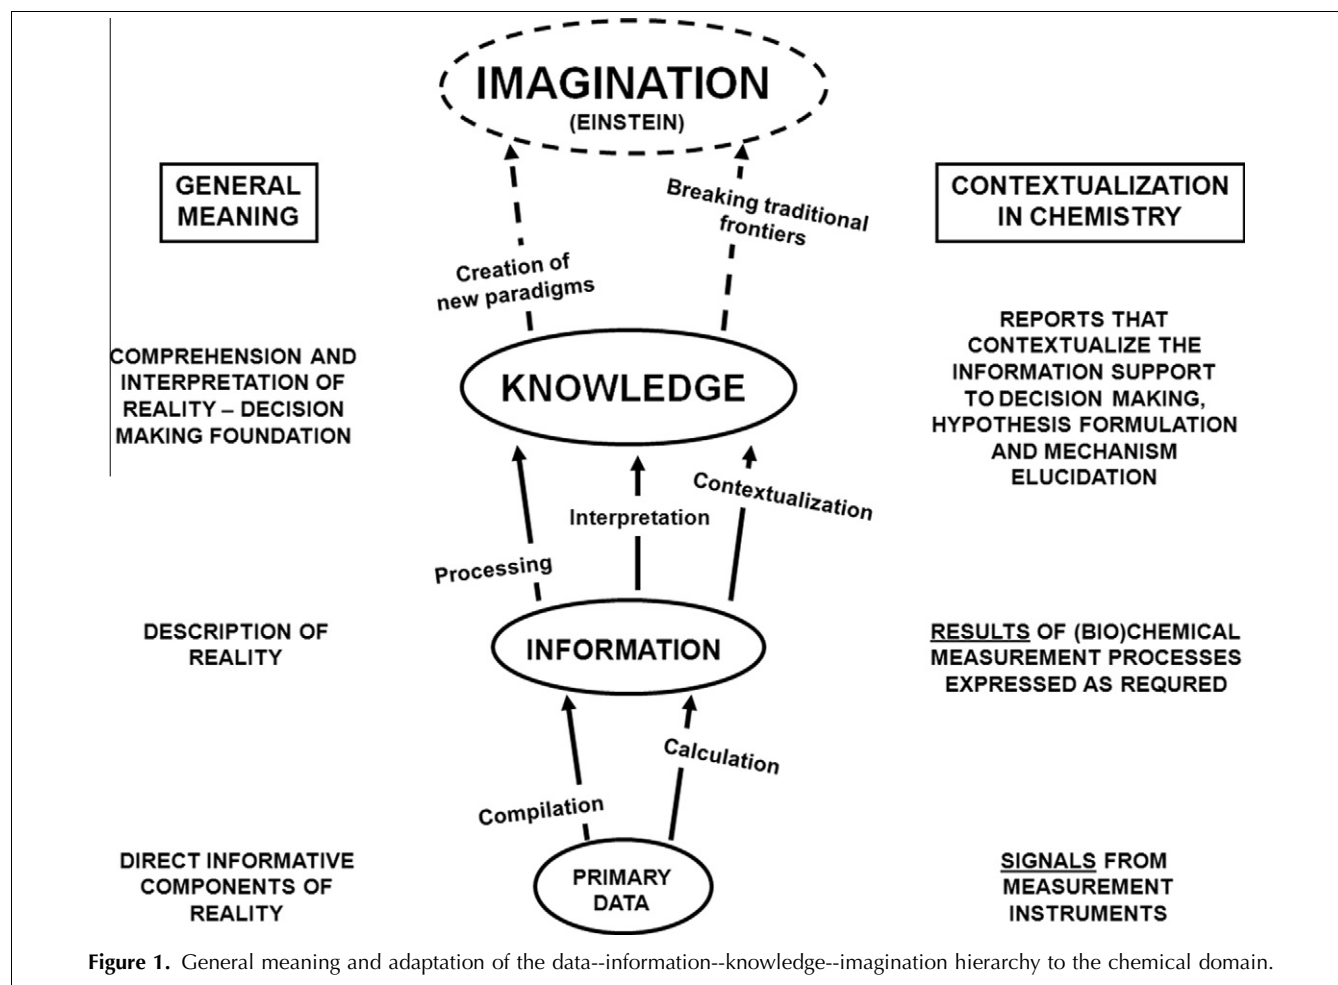 IMAGINATION
(EINSTEIN)
GENERAL
MEANING
CONTEXTUALIZATION
IN CHEMISTRY
Breaking traditional
frontiers
Creation of
new paradigms
COMPREHENSION AND
INTERPRETATION OF
REALITY – DECISION
MAKING FOUNDATION
KNOWLEDGE
REPORTS THAT
CONTEXTUALIZE THE
INFORMATION SUPPORT
TO DECISION MAKING,
HYPOTHESIS FORMULATION
AND MECHANISM
ELUCIDATION
Processing
Interpretation
Contextualization
DESCRIPTION OF
REALITY
INFORMATION
RESULTS OF (BIO)CHEMICAL
MEASUREMENT PROCESSES
EXPRESSED AS REQURED
Compilation
Calculation
DIRECT INFORMATIVE
COMPONENTS OF
REALITY
PRIMARY
DATA
SIGNALS FROM
MEASUREMENT
INSTRUMENTS
Figure 1. General meaning and adaptation of the data--information--knowledge--imagination hierarchy to the chemical domain.